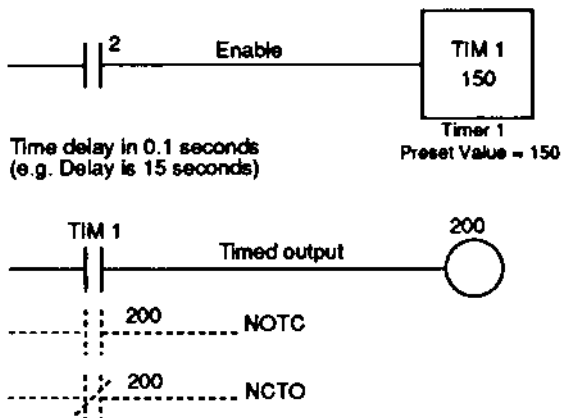 2
Enable
TIM 1
150
Timer 1
Preset Value = 150
Time delay in 0.1 seconds
(e.g. Delay is 15 seconds)
TIM 1
Timed output
200
200
NOTC
200
NCTO